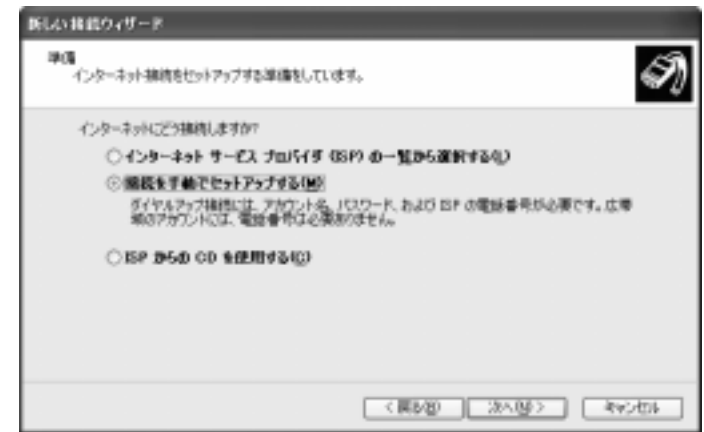 新しい接続ウィザード
準備
インターネット接続をセットアップする準備をしています。
インターネットにどう接続しますか?
インターネット サービス プロバイダ (ISP) の一覧から選択する(L)
接続を手動でセットアップする(M)
ダイヤルアップ接続には、アカウント名、パスワード、および ISP の電話番号が必要です。広帯
域のアカウントには、電話番号は必要ありません。
ISP からの CD を使用する(C)
< 戻る(B) 次へ(N) > キャンセル